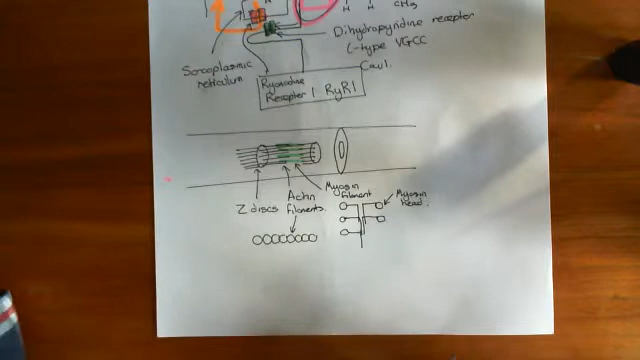 H
H
CH3
Dihydropyridine receptor
L-type VGCC
Cav1.
Sarcoplasmic
reticulum
Ryanodine
Receptor 1 RyR1
Z discs
Actin
filaments.
Myosin
filament
Myosin
head.